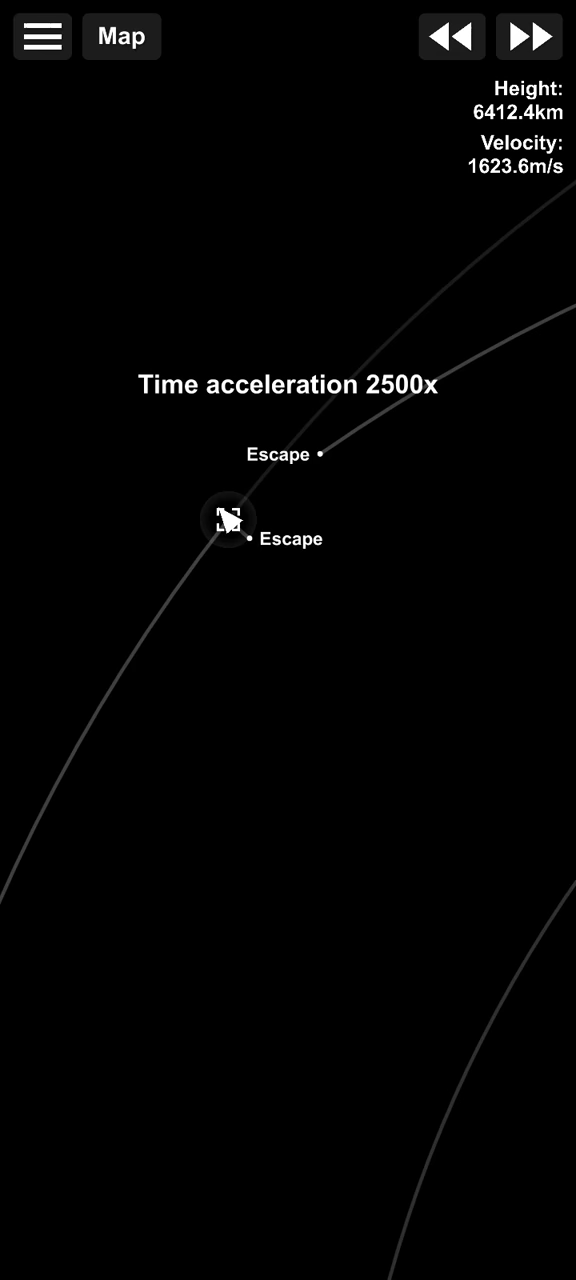 Map
Height:
6412.4km
Velocity:
1623.6m/s
Time acceleration 2500x
Escape
Escape